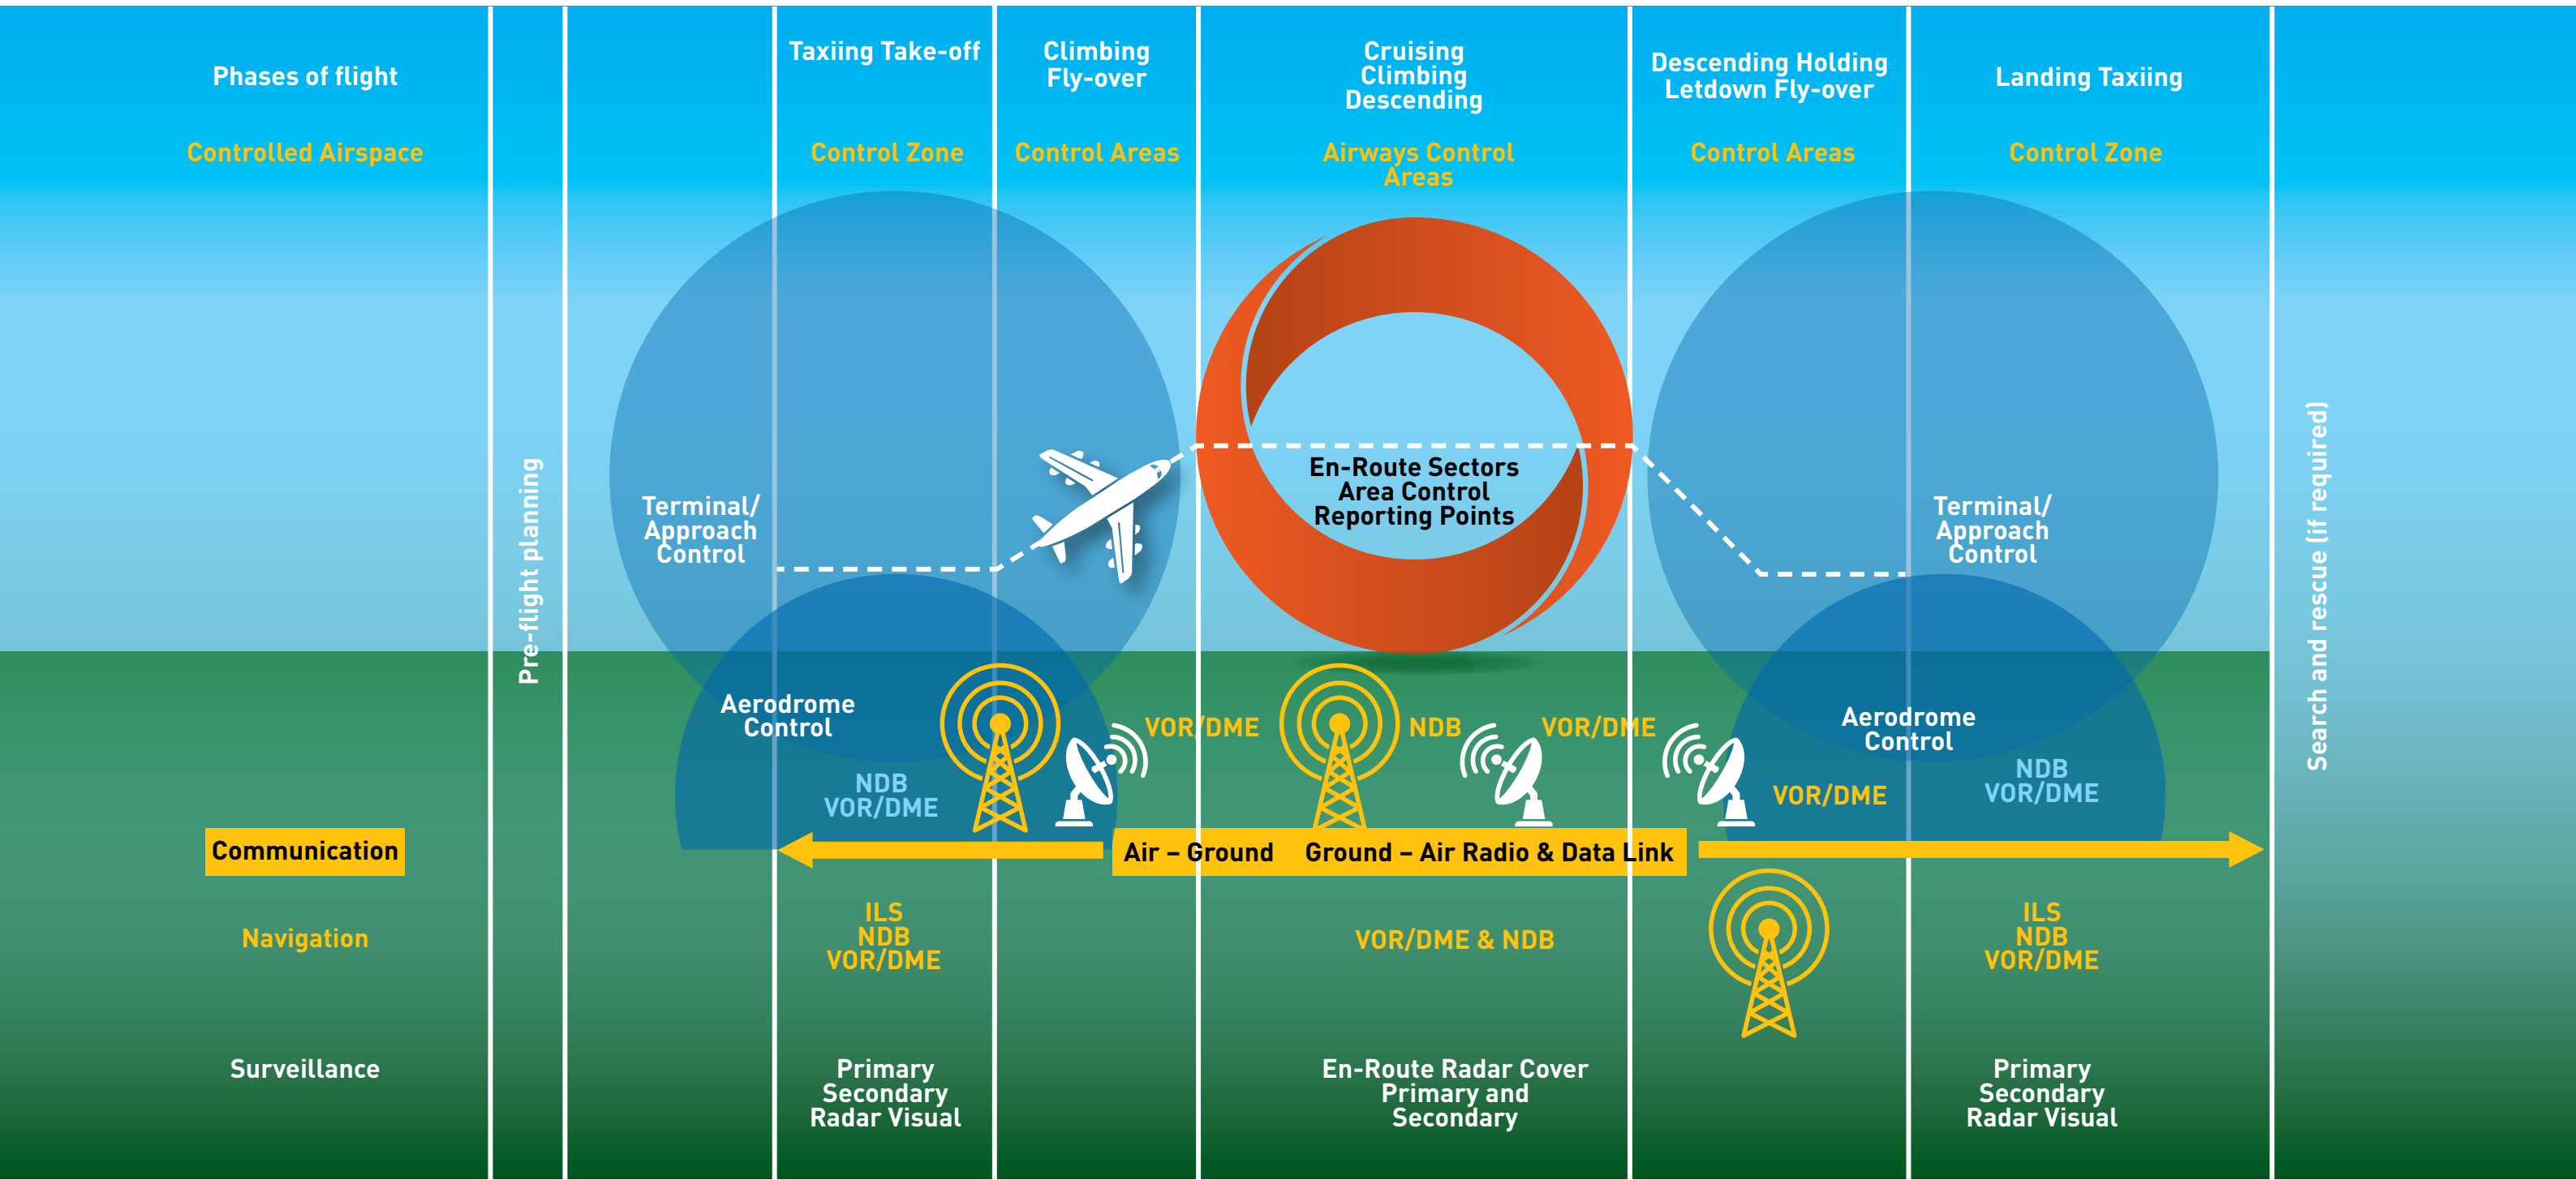 Phases of flight
Taxiing Take-off
Climbing
Fly-over
Cruising
Climbing
Descending
Descending Holding
Letdown Fly-over
Landing Taxiing
Controlled Airspace
Control Zone
Control Areas
Airways Control
Areas
Control Areas
Control Zone
Pre-flight planning
Terminal/
Approach
Control
En-Route Sectors
Area Control
Reporting Points
Terminal/
Approach
Control
Search and rescue (if required)
Aerodrome
Control
NDB
VOR/DME
VOR/DME
NDB
VOR/DME
VOR/DME
Aerodrome
Control
NDB
VOR/DME
Communication
Air – Ground
Ground – Air Radio & Data Link
Navigation
ILS
NDB
VOR/DME
VOR/DME & NDB
ILS
NDB
VOR/DME
Surveillance
Primary
Secondary
Radar Visual
En-Route Radar Cover
Primary and
Secondary
Primary
Secondary
Radar Visual